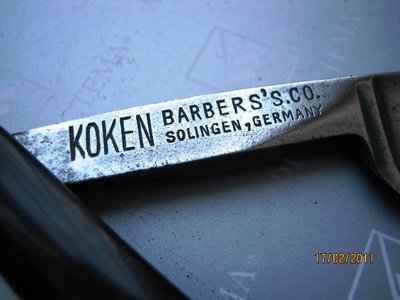 KOKEN BARBERS'S.CO.
SOLINGEN, GERMANY
17/02/2011